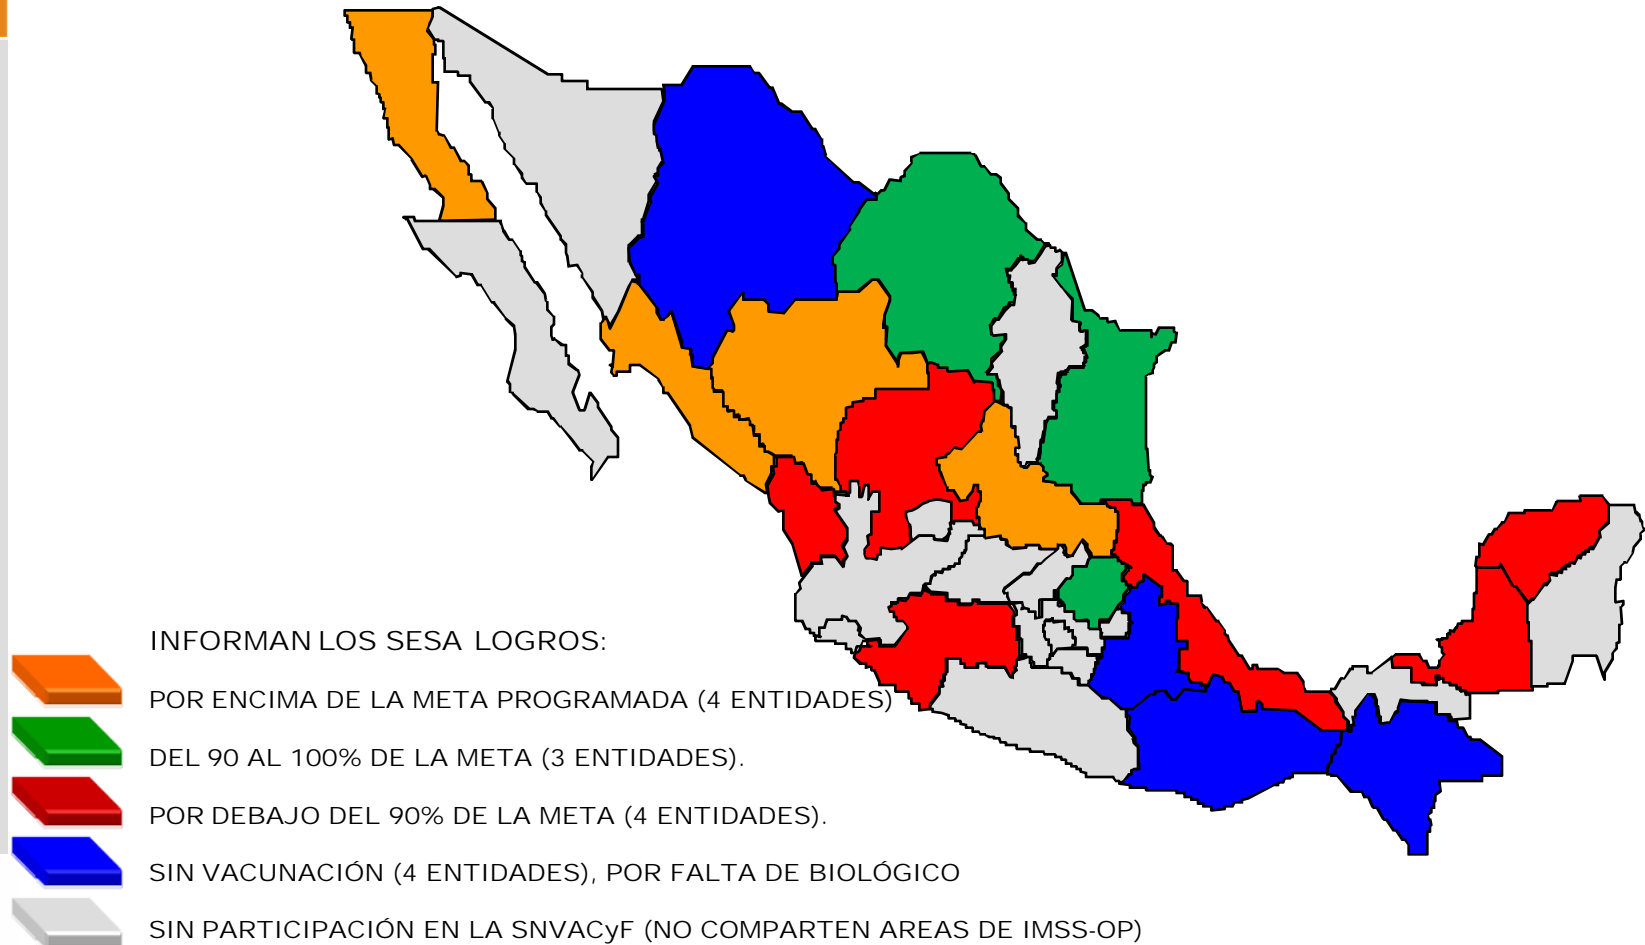 INFORMAN LOS SESA LOGROS:
POR ENCIMA DE LA META PROGRAMADA (4 ENTIDADES)
DEL 90 AL 100% DE LA META (3 ENTIDADES).
POR DEBAJO DEL 90% DE LA META (4 ENTIDADES).
SIN VACUNACIÓN (4 ENTIDADES), POR FALTA DE BIOLÓGICO
SIN PARTICIPACIÓN EN LA SNVACyF (NO COMPARTEN AREAS DE IMSS-OP)